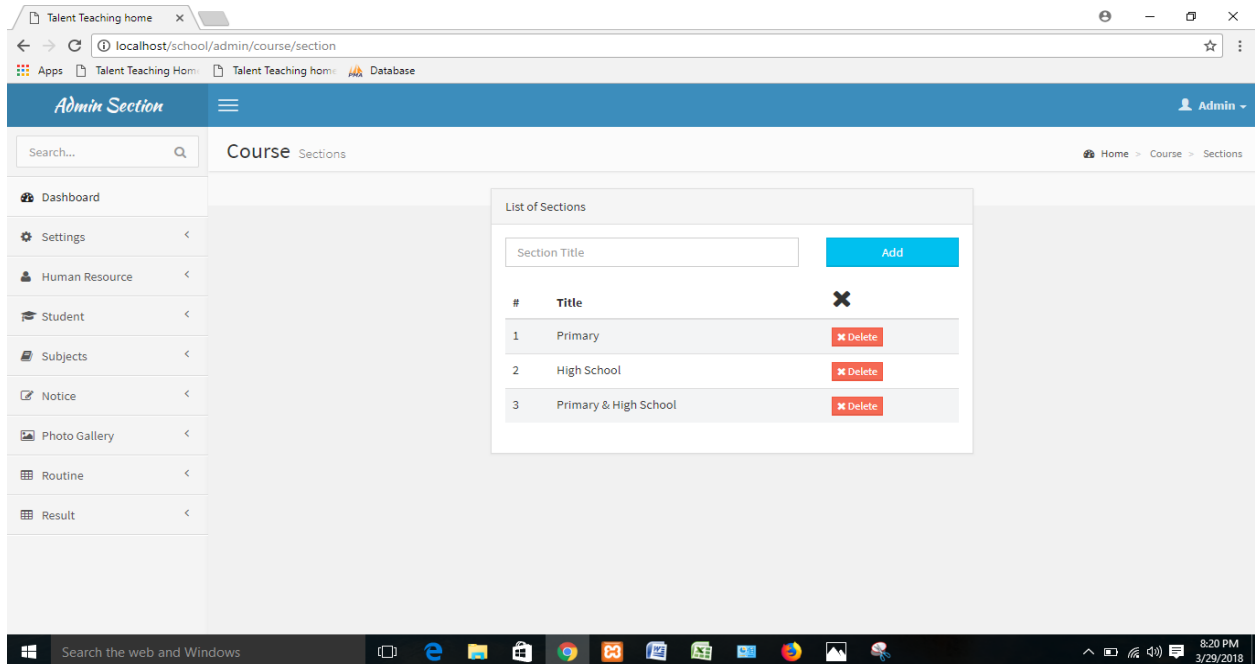 Talent Teaching home
localhost/school/admin/course/section
Apps Talent Teaching Hom Talent Teaching home Database
Admin Section Admin
Search... Course Sections Home > Course > Sections
Dashboard
List of Sections
Settings
Section Title Add
Human Resource
# Title
Student
1 Primary Delete
Subjects
2 High School Delete
Notice
3 Primary & High School Delete
Photo Gallery
Routine
Result
Search the web and Windows
8:20 PM
3/29/2018